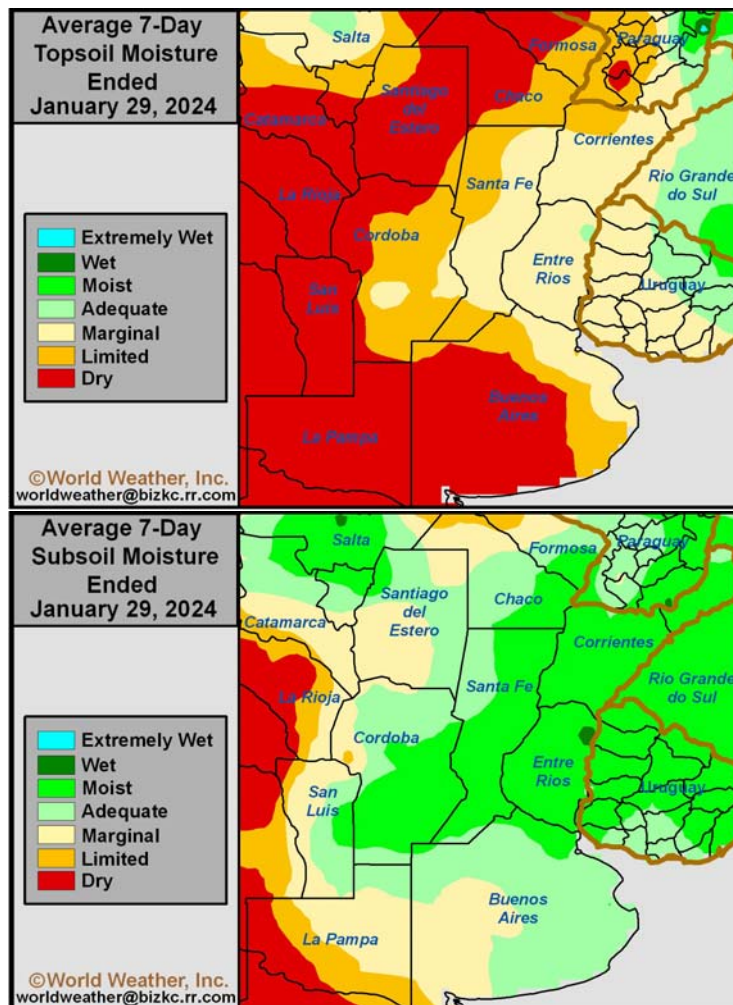 Average 7-Day
Topsoil Moisture
Ended
January 29, 2024
Salta
Formosa
Paraguay
Santiago
del
Estero
Chaco
Catamarca
Corrientes
La Rioja
Santa Fe
Rio Grande
do Sul
Cordoba
Entre
Rios
Uruguay
San
Luis
Buenos
Aires
La Pampa
Extremely Wet
Wet
Moist
Adequate
Marginal
Limited
Dry
©World Weather, Inc.
worldweather@bizkc.rr.com
Average 7-Day
Subsoil Moisture
Ended
January 29, 2024
Salta
Formosa
Paraguay
Santiago
del
Estero
Chaco
Catamarca
Corrientes
La Rioja
Santa Fe
Rio Grande
do Sul
Cordoba
Entre
Rios
Uruguay
San
Luis
Buenos
Aires
La Pampa
Extremely Wet
Wet
Moist
Adequate
Marginal
Limited
Dry
©World Weather, Inc.
worldweather@bizkc.rr.com